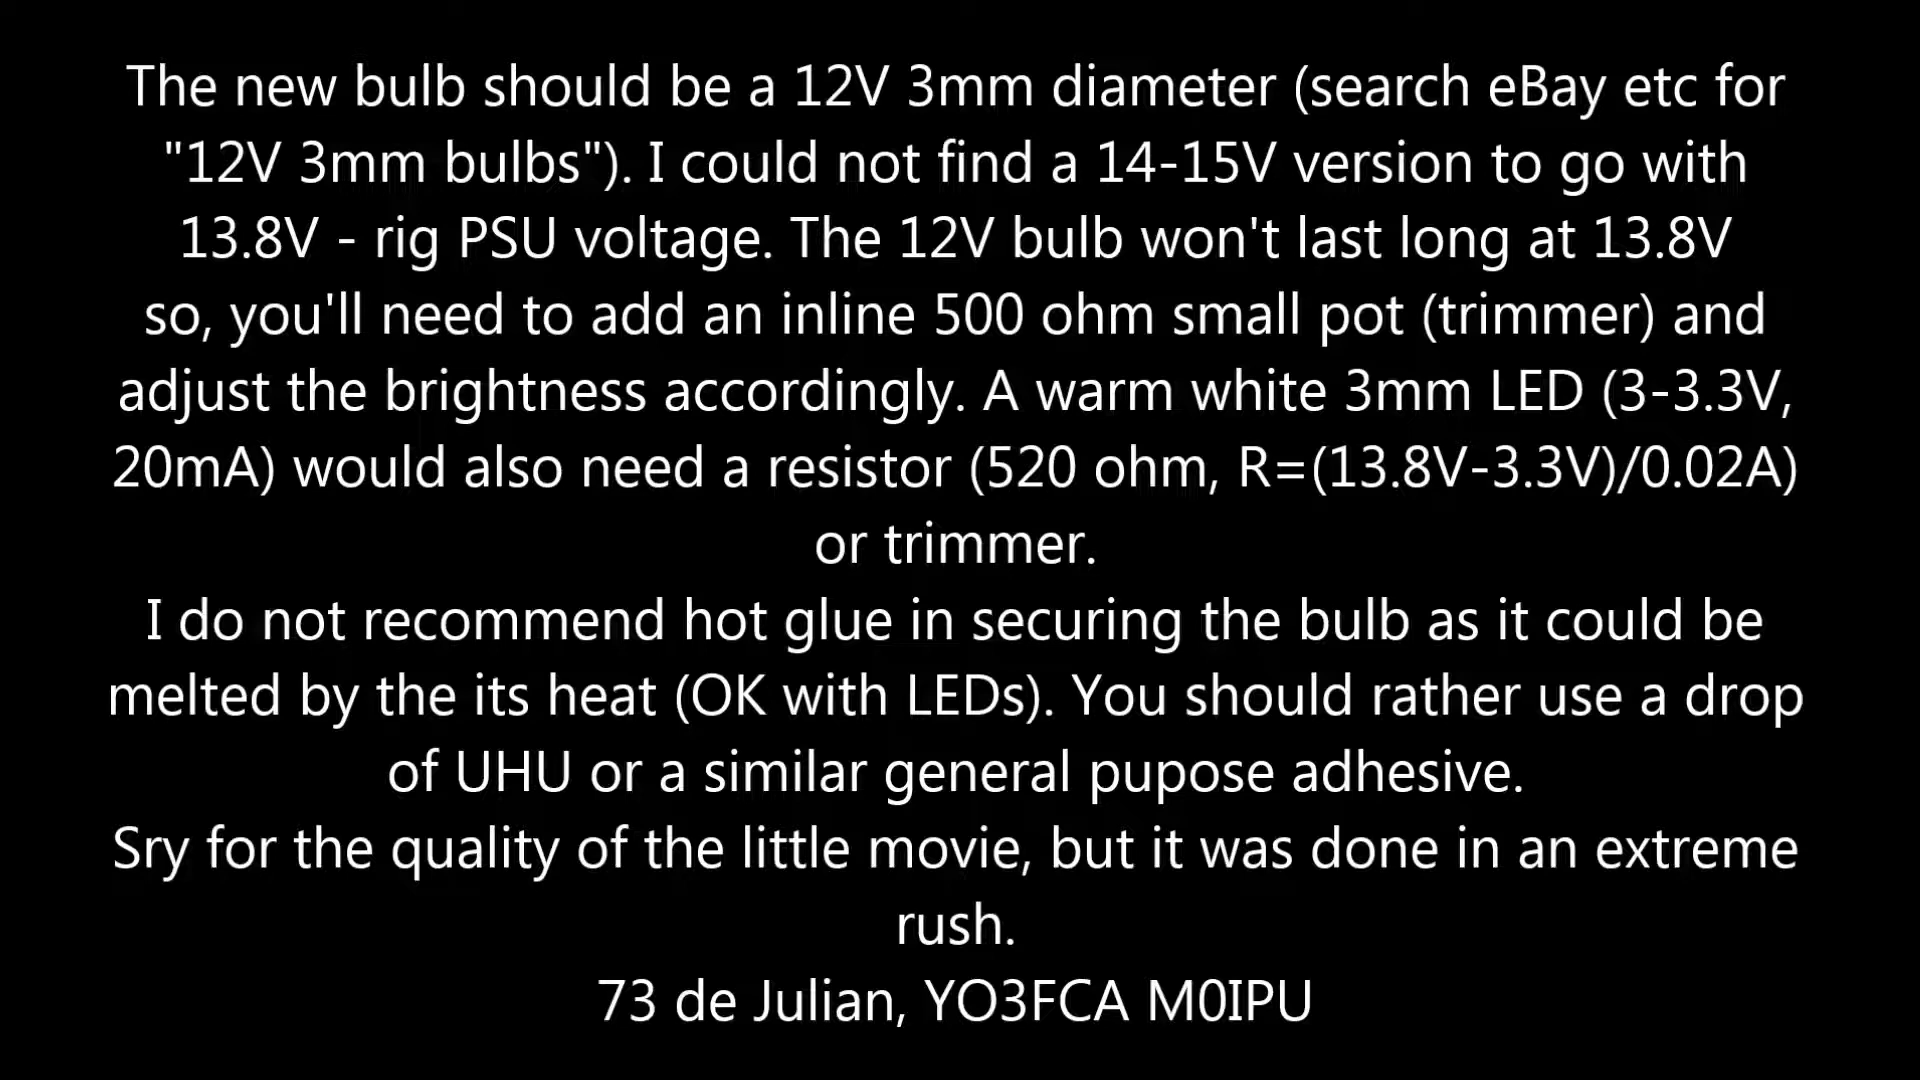 The new bulb should be a 12V 3mm diameter (search eBay etc for
"12V 3mm bulbs"). I could not find a 14-15V version to go with
13.8V - rig PSU voltage. The 12V bulb won't last long at 13.8V
so, you'll need to add an inline 500 ohm small pot (trimmer) and
adjust the brightness accordingly. A warm white 3mm LED (3-3.3V,
20mA) would also need a resistor (520 ohm, R=(13.8V-3.3V)/0.02A)
or trimmer.
I do not recommend hot glue in securing the bulb as it could be
melted by the its heat (OK with LEDs). You should rather use a drop
of UHU or a similar general pupose adhesive.
Sry for the quality of the little movie, but it was done in an extreme
rush.
73 de Julian, YO3FCA M0IPU